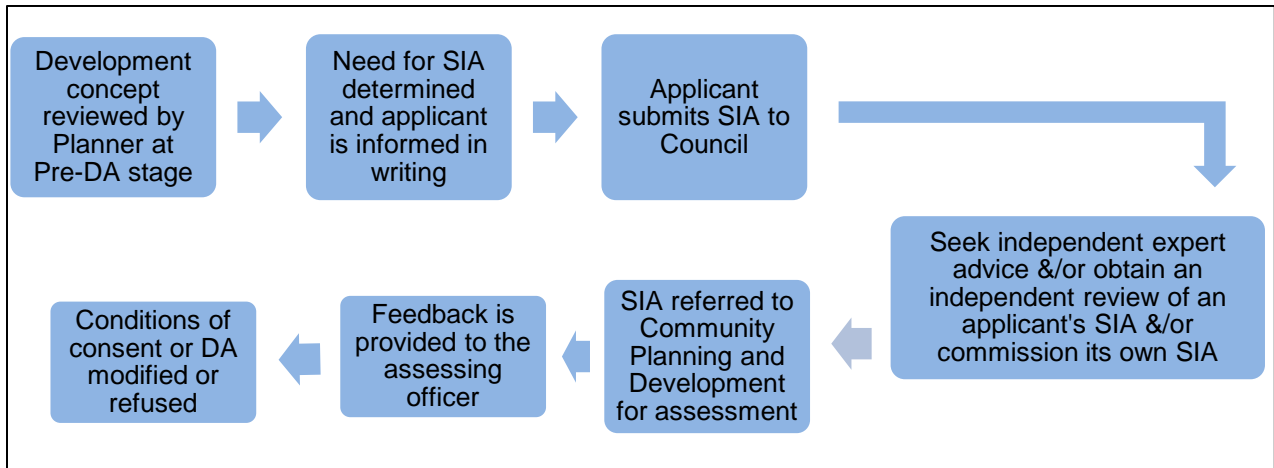 Development
concept
reviewed by
Planner at
Pre-DA stage
Need for SIA
determined
and applicant
is informed in
writing
Applicant
submits SIA to
Council
Seek independent expert
advice &/or obtain an
independent review of an
applicant's SIA &/or
commission its own SIA
SIA referred to
Community
Planning and
Development
for assessment
Feedback is
provided to the
assessing
officer
Conditions of
consent or DA
modified or
refused